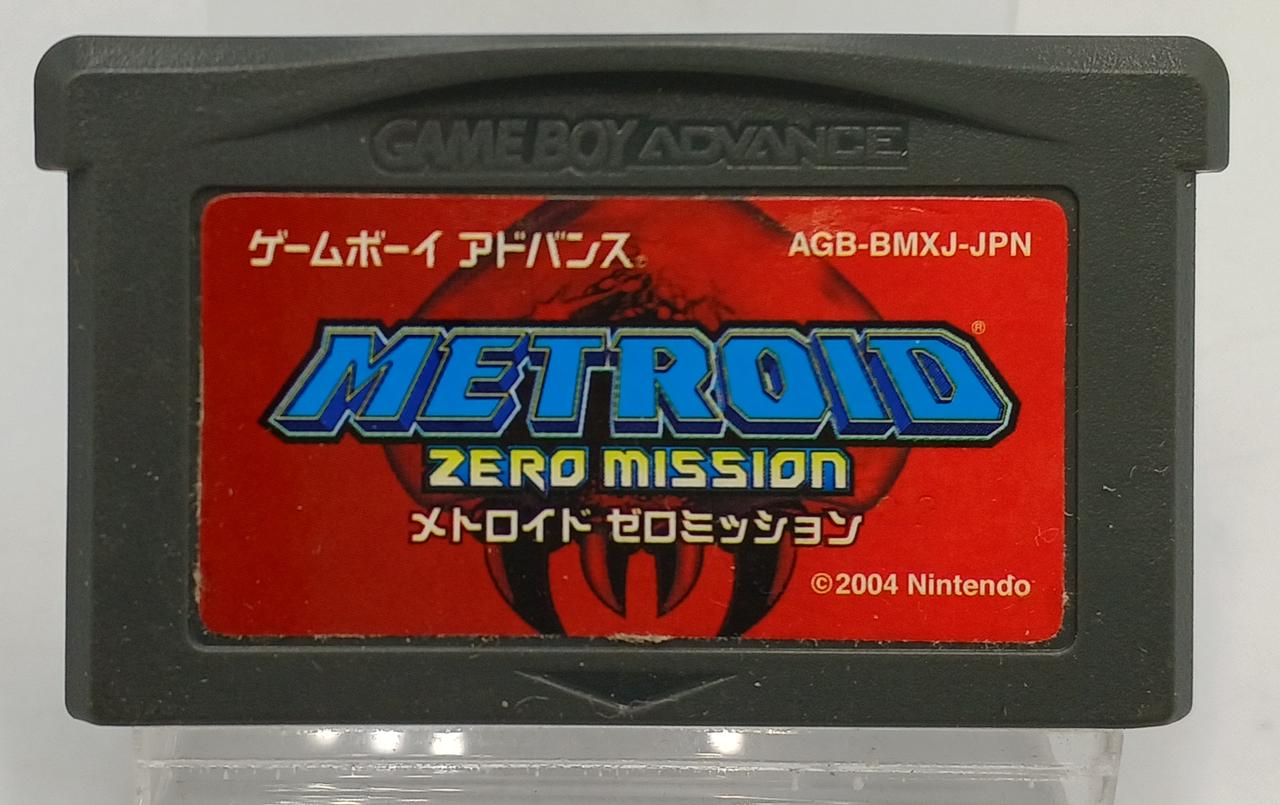 GAME BOY ADVANCE
ゲームボーイ アドバンス
AGB-BMXJ-JPN
METROID®
ZERO MISSION
メトロイド ゼロミッション
©2004 Nintendo